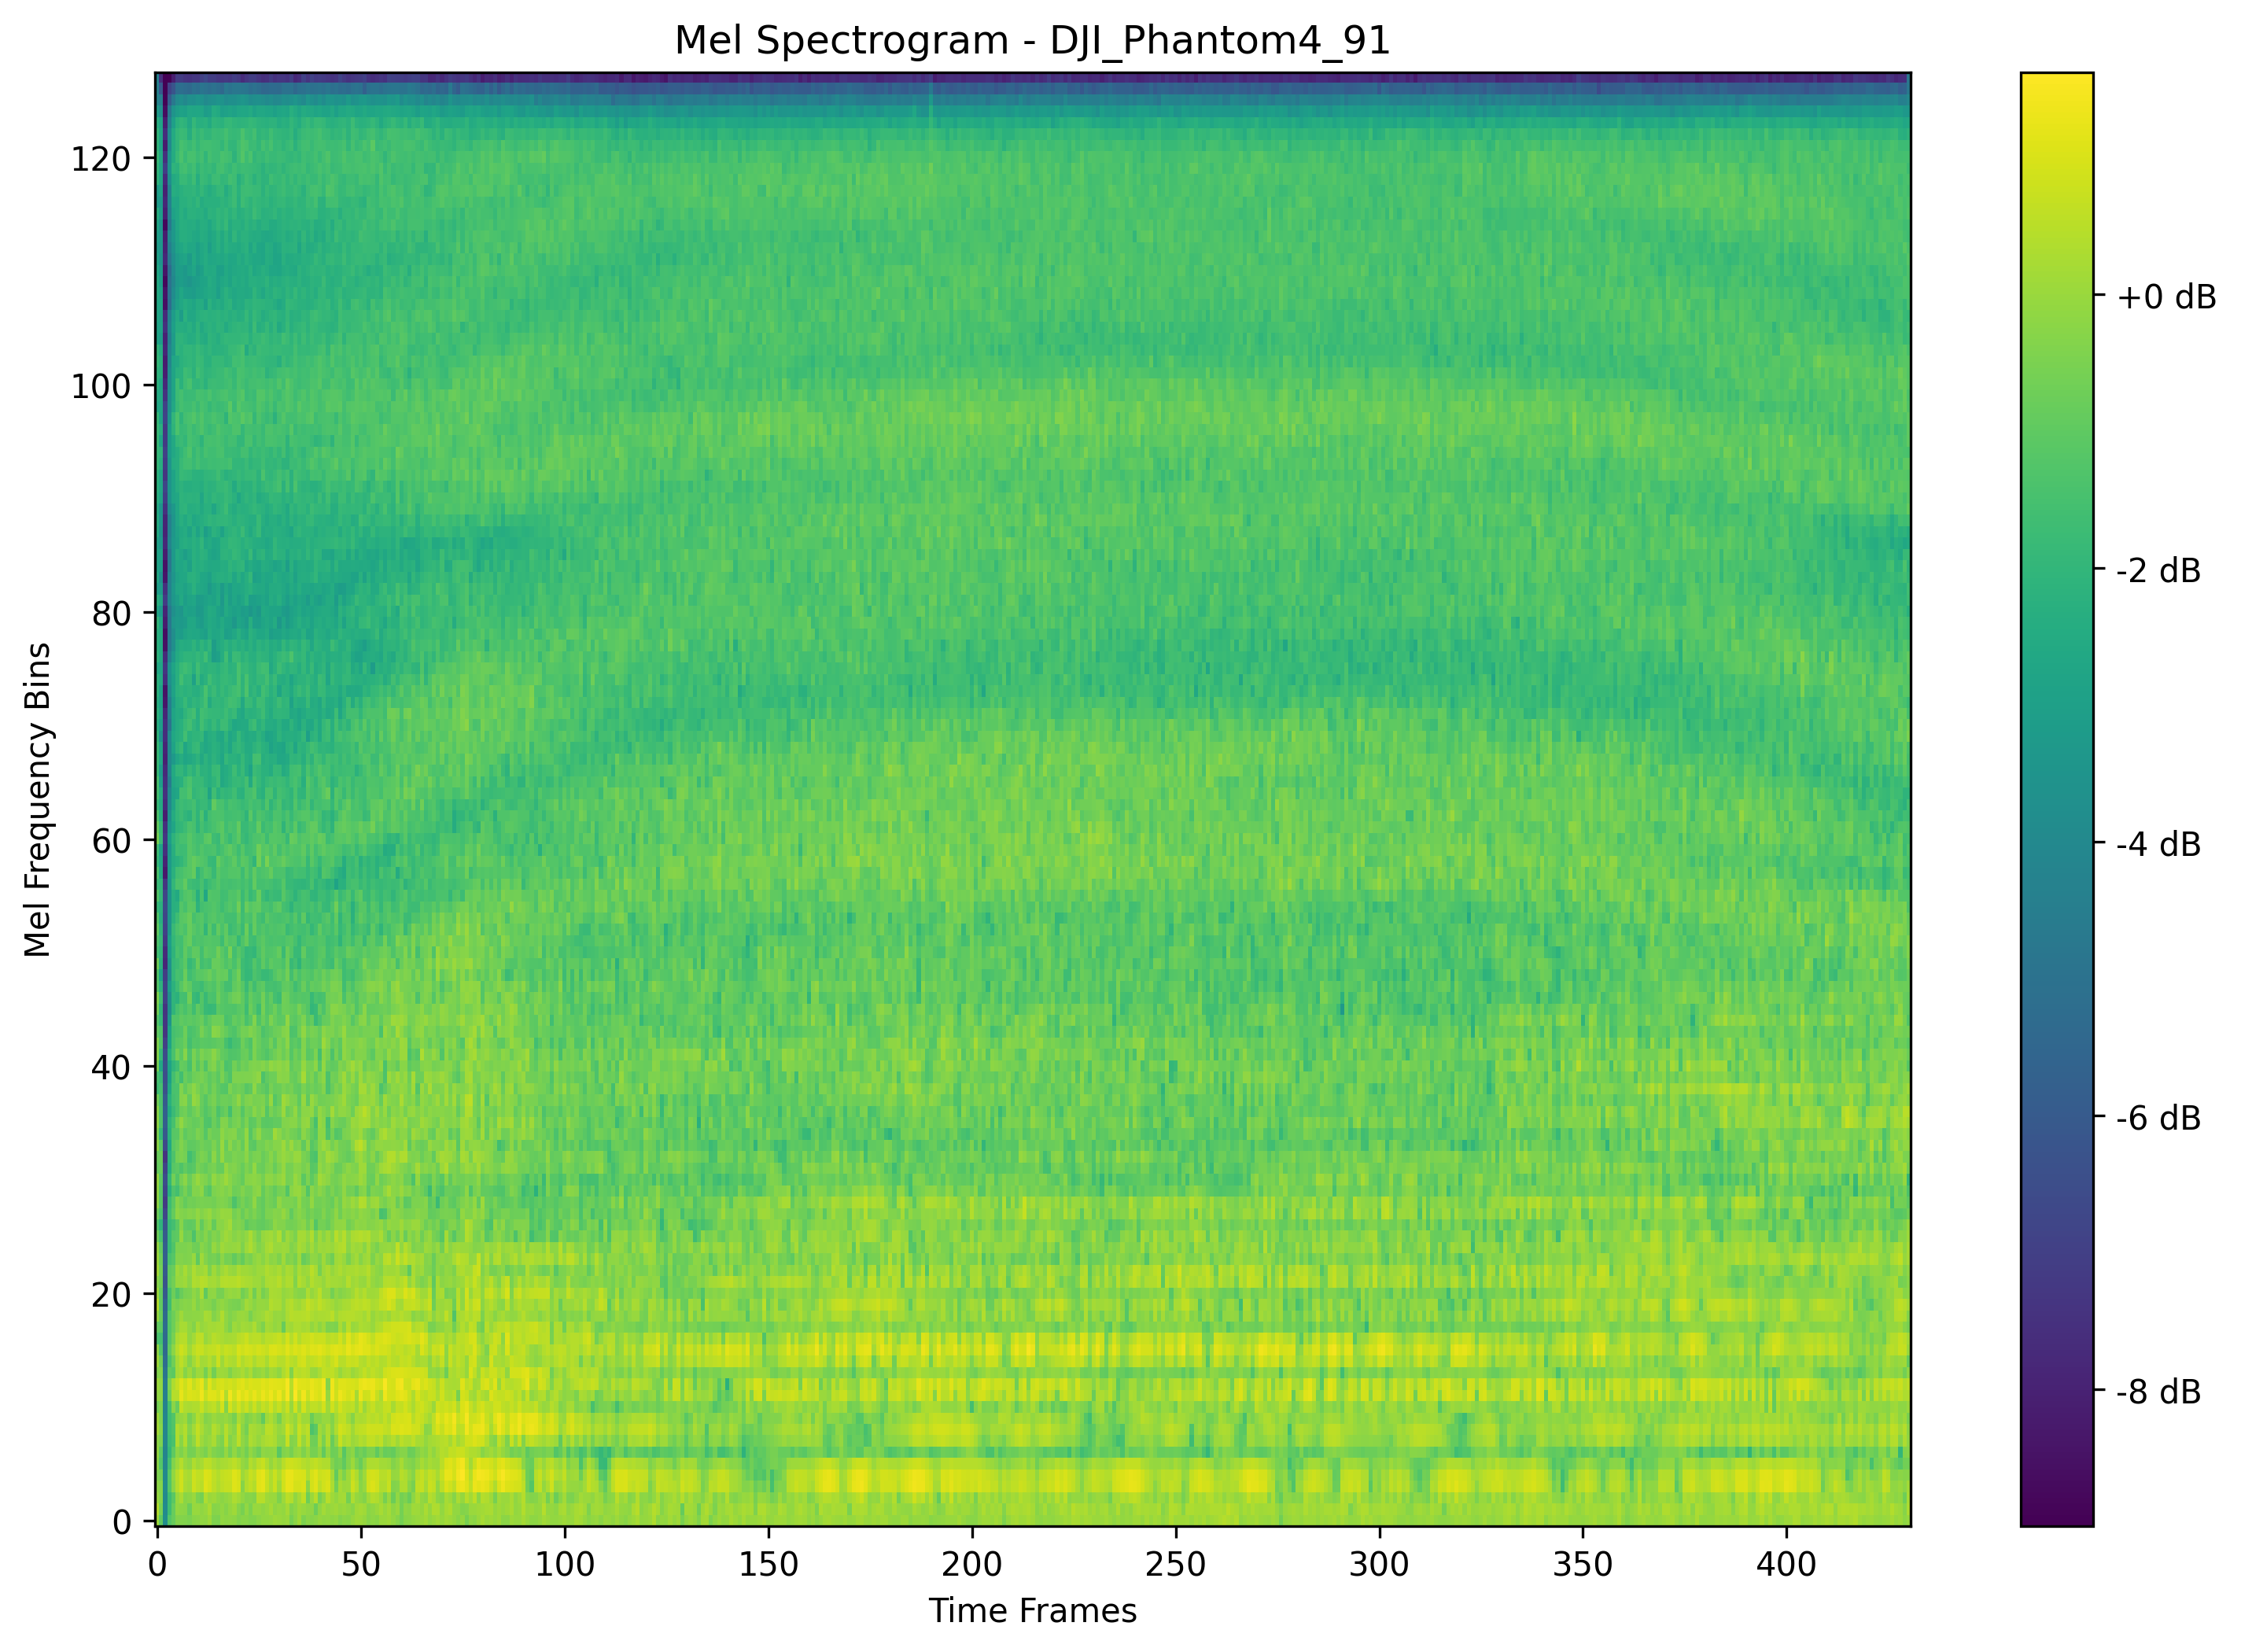 Mel Spectrogram - DJI_Phantom4_91
Mel Frequency Bins
120
100
80
60
40
20
0
0 50 100 150 200 250 300 350 400
Time Frames
+0 dB
-2 dB
-4 dB
-6 dB
-8 dB